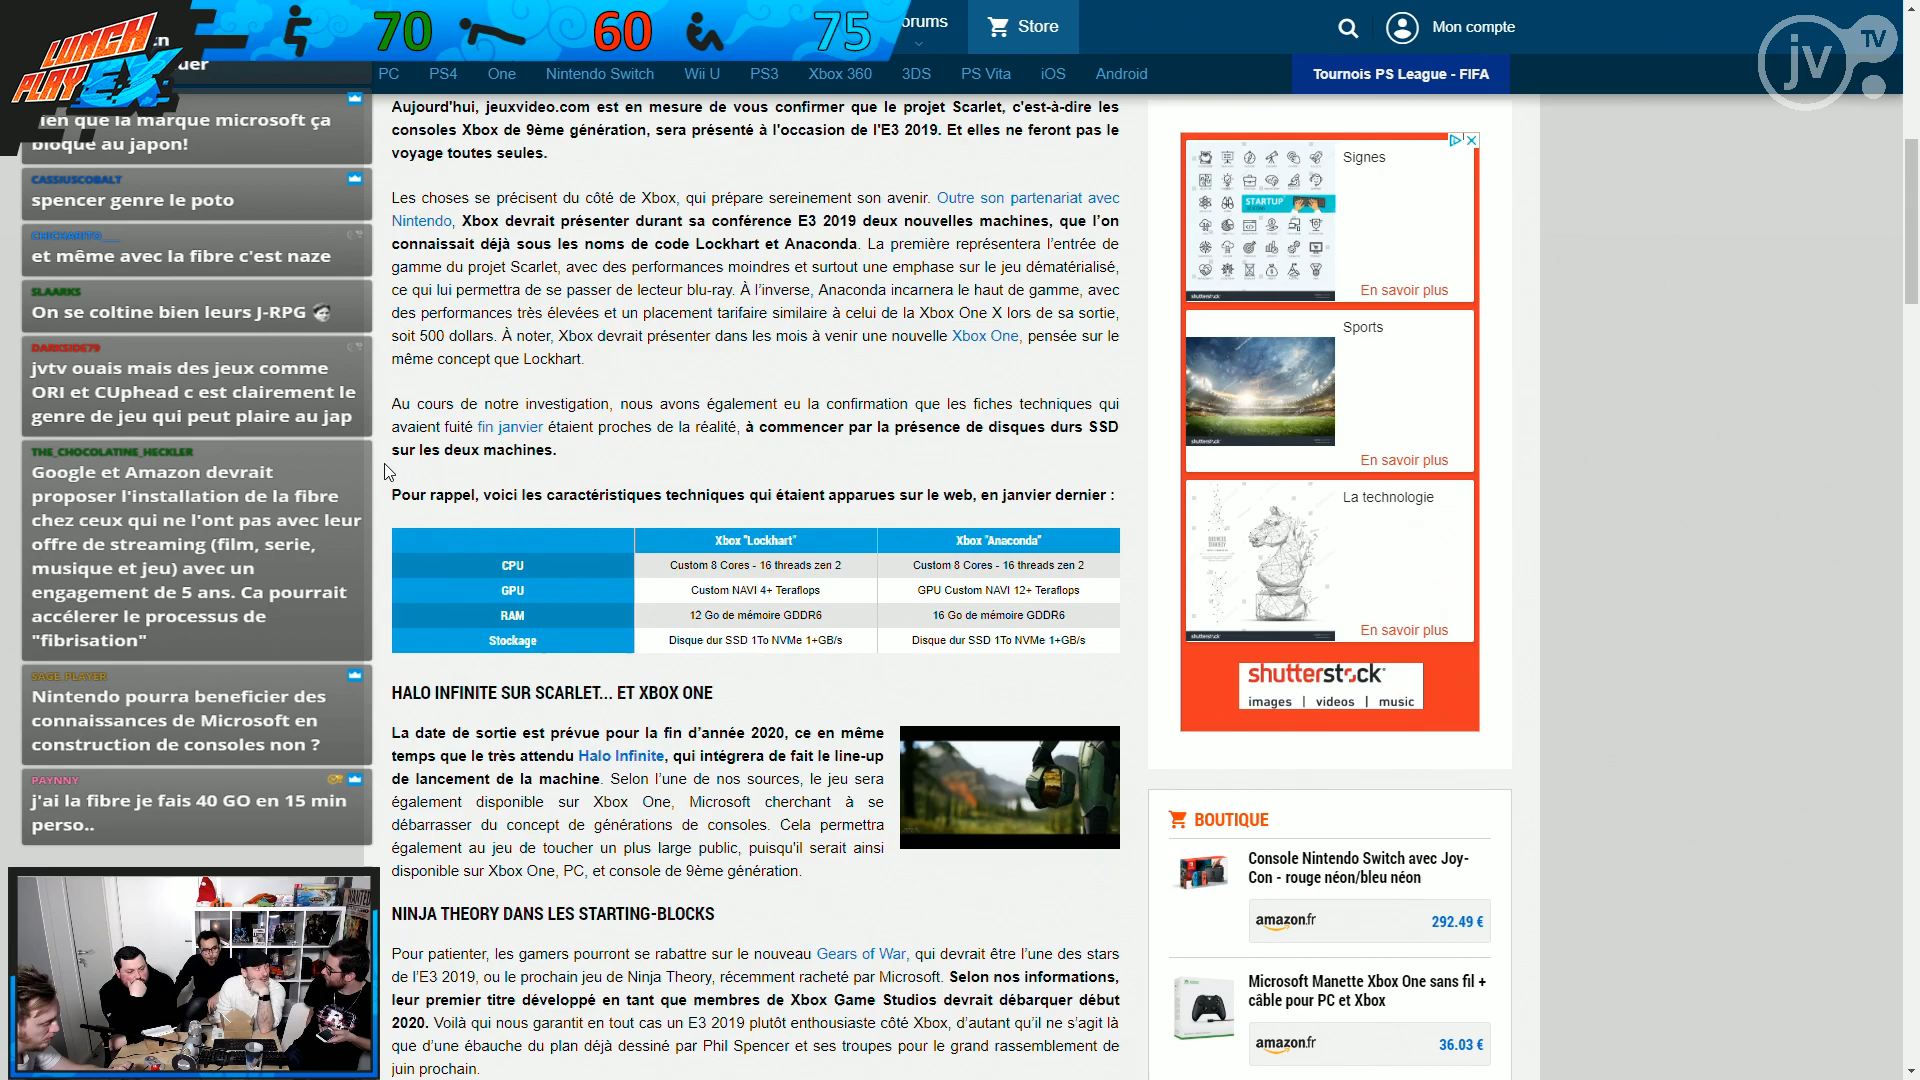 LUNCH
PLAY
EX
70
60
75
orums
Store
Mon compte
TV
jv
uer
PC
PS4
One
Nintendo Switch
Wii U
PS3
Xbox 360
3DS
PS Vita
iOS
Android
Tournois PS League - FIFA
que la marque microsoft ça
bloque au japon!
CASSIUSCOBALT
spencer genre le poto
CHICHARITO__
et même avec la fibre c'est naze
SLAARKS
On se coltine bien leurs J-RPG
DARKSIDE79
jvtv ouais mais des jeux comme
ORI et CUphead c est clairement le
genre de jeu qui peut plaire au jap
THE_CHOCOLATINE_HECKLER
Google et Amazon devrait
proposer l'installation de la fibre
chez ceux qui ne l'ont pas avec leur
offre de streaming (film, serie,
musique et jeu) avec un
engagement de 5 ans. Ca pourrait
accélerer le processus de
"fibrisation"
SAGE_PLAYER
Nintendo pourra beneficier des
connaissances de Microsoft en
construction de consoles non ?
PAYNNY
j'ai la fibre je fais 40 GO en 15 min
perso..
Aujourd'hui, jeuxvideo.com est en mesure de vous confirmer que le projet Scarlet, c'est-à-dire les
consoles Xbox de 9ème génération, sera présenté à l'occasion de l'E3 2019. Et elles ne feront pas le
voyage toutes seules.
Les choses se précisent du côté de Xbox, qui prépare sereinement son avenir. Outre son partenariat avec
Nintendo, Xbox devrait présenter durant sa conférence E3 2019 deux nouvelles machines, que l'on
connaissait déjà sous les noms de code Lockhart et Anaconda. La première représentera l'entrée de
gamme du projet Scarlet, avec des performances moindres et surtout une emphase sur le jeu dématérialisé,
ce qui lui permettra de se passer de lecteur blu-ray. À l'inverse, Anaconda incarnera le haut de gamme, avec
des performances très élevées et un placement tarifaire similaire à celui de la Xbox One X lors de sa sortie,
soit 500 dollars. À noter, Xbox devrait présenter dans les mois à venir une nouvelle Xbox One, pensée sur le
même concept que Lockhart.
Au cours de notre investigation, nous avons également eu la confirmation que les fiches techniques qui
avaient fuité fin janvier étaient proches de la réalité, à commencer par la présence de disques durs SSD
sur les deux machines.
Pour rappel, voici les caractéristiques techniques qui étaient apparues sur le web, en janvier dernier :
Xbox "Lockhart"
Xbox "Anaconda"
CPU
Custom 8 Cores - 16 threads zen 2
Custom 8 Cores - 16 threads zen 2
GPU
Custom NAVI 4+ Teraflops
GPU Custom NAVI 12+ Teraflops
RAM
12 Go de mémoire GDDR6
16 Go de mémoire GDDR6
Stockage
Disque dur SSD 1To NVMe 1+GB/s
Disque dur SSD 1To NVMe 1+GB/s
HALO INFINITE SUR SCARLET... ET XBOX ONE
La date de sortie est prévue pour la fin d'année 2020, ce en même
temps que le très attendu Halo Infinite, qui intégrera de fait le line-up
de lancement de la machine. Selon l'une de nos sources, le jeu sera
également disponible sur Xbox One, Microsoft cherchant à se
débarrasser du concept de générations de consoles. Cela permettra
également au jeu de toucher un plus large public, puisqu'il serait ainsi
disponible sur Xbox One, PC, et console de 9ème génération.
NINJA THEORY DANS LES STARTING-BLOCKS
Pour patienter, les gamers pourront se rabattre sur le nouveau Gears of War, qui devrait être l'une des stars
de l'E3 2019, ou le prochain jeu de Ninja Theory, récemment racheté par Microsoft. Selon nos informations,
leur premier titre développé en tant que membres de Xbox Game Studios devrait débarquer début
2020. Voilà qui nous garantit en tout cas un E3 2019 plutôt enthousiaste côté Xbox, d'autant qu'il ne s'agit là
que d'une ébauche du plan déjà dessiné par Phil Spencer et ses troupes pour le grand rassemblement de
juin prochain.
Signes
STARTUP
shutterstock
En savoir plus
Sports
shutterstock
En savoir plus
La technologie
shutterstock
En savoir plus
shutterstock
images | videos | music
BOUTIQUE
Console Nintendo Switch avec Joy-
Con - rouge néon/bleu néon
amazon.fr
292.49 €
Microsoft Manette Xbox One sans fil +
câble pour PC et Xbox
amazon.fr
36.03 €
WANTED